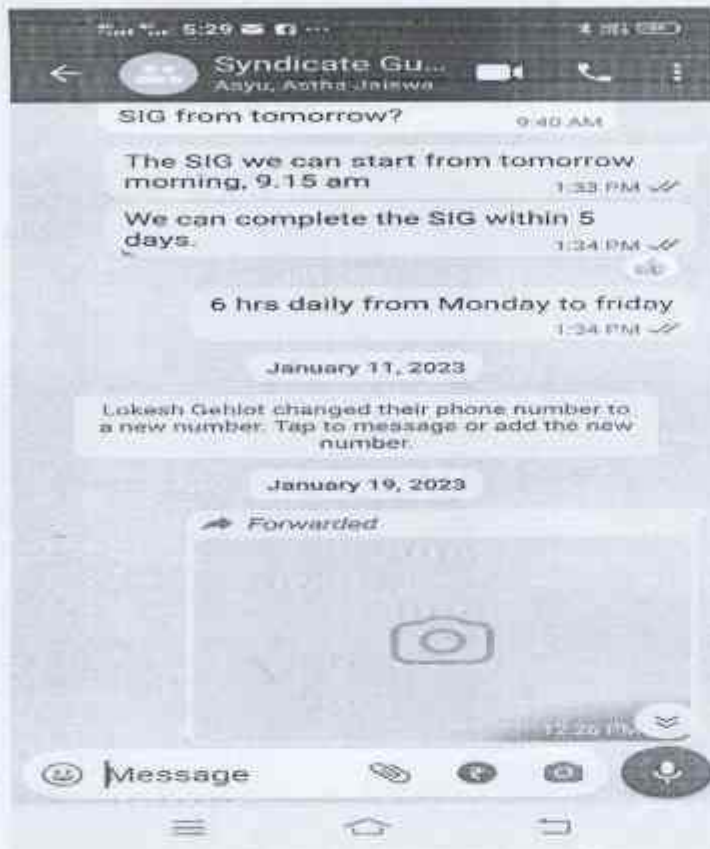 5:29
Syndicate Gu...
Asyu, Astha Jaiswa
SIG from tomorrow?
9:40 AM
The SIG we can start from tomorrow
morning, 9.15 am
1:33 PM
We can complete the SIG within 5
days.
1:34 PM
6 hrs daily from Monday to friday
1:34 PM
January 11, 2023
Lokesh Gehlot changed their phone number to
a new number. Tap to message or add the new
number.
January 19, 2023
Forwarded
Message